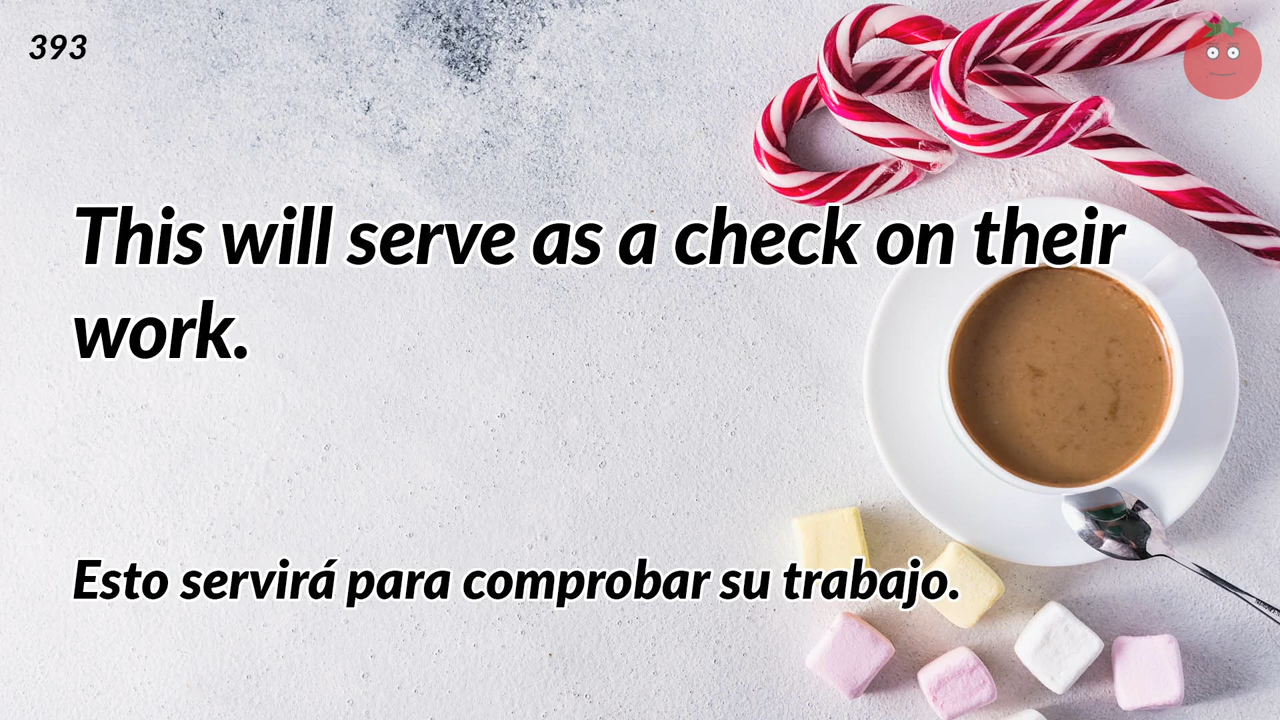 393
This will serve as a check on their
work.
Esto servirá para comprobar su trabajo.